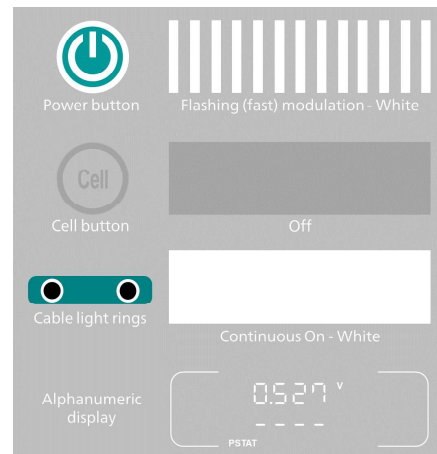 Power button
Flashing (fast) modulation - White
Cell
Cell button
Off
Cable light rings
Continuous On - White
Alphanumeric
display
0.527 V
- - - -
PSTAT